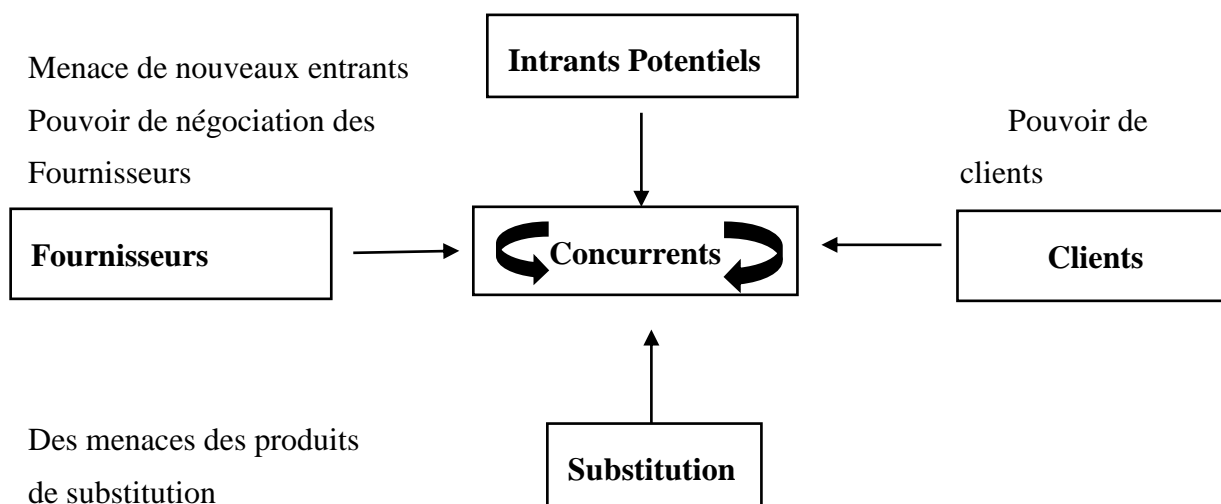 Intrants Potentiels
Menace de nouveaux entrants
Pouvoir de négociation des
Fournisseurs
Pouvoir de
clients
Fournisseurs
Concurrents
Clients
Des menaces des produits
de substitution
Substitution